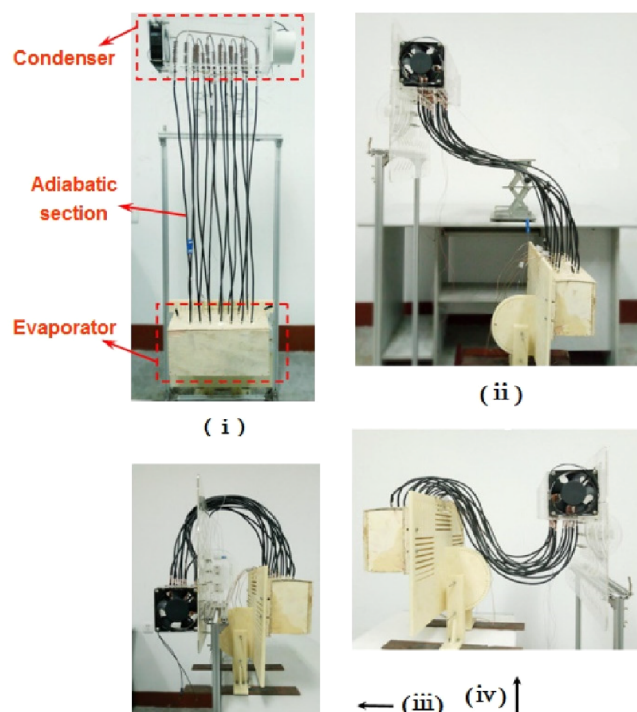 Condenser
Adiabatic
section
Evaporator
( i )
(ii)
(iii)
(iv)